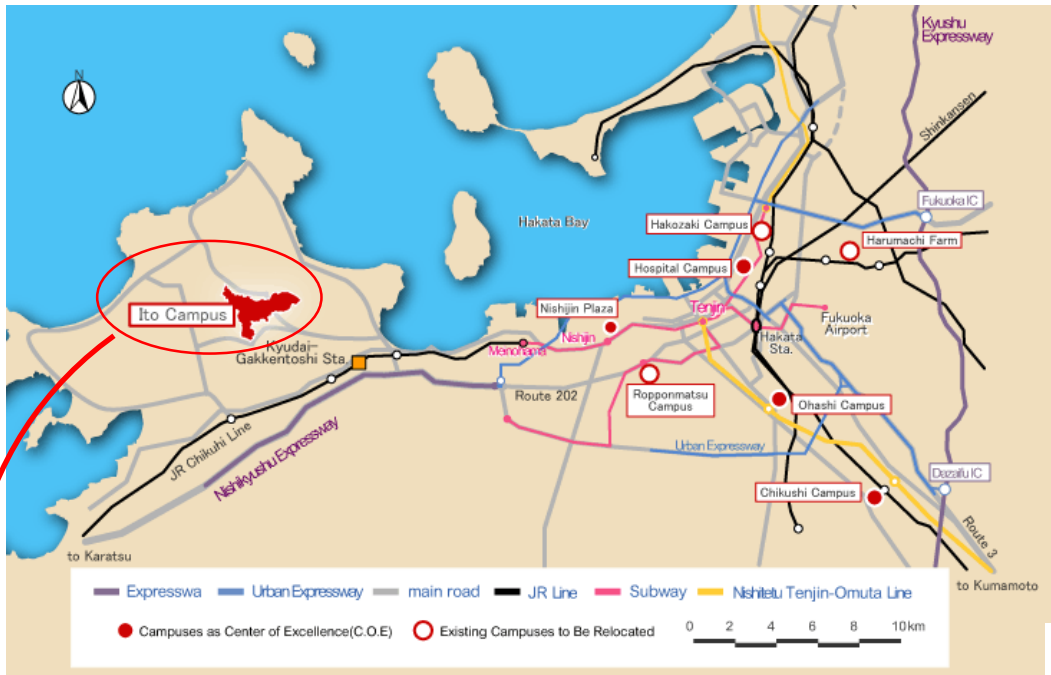 Kyushu
Expressway
N
Shinkansen
Fukuoka IC
Hakata Bay
Hakozaki Campus
Harumachi Farm
Hospital Campus
Ito Campus
Nishijin Plaza
Tenjin
Fukuoka
Airport
Kyudai-
Gakkentoshi Sta.
Meinohama
Nishijin
Hakata
Sta.
Route 202
Ropponmatsu
Campus
Ohashi Campus
JR Chikuhi Line
Nishikyushu Expressway
Urban Expressway
Dazaifu IC
Chikushi Campus
Route 3
to Karatsu
to Kumamoto
Expresswa
Urban Expressway
main road
JR Line
Subway
Nishitetu Tenjin-Omuta Line
Campuses as Center of Excellence(C.O.E)
Existing Campuses to Be Relocated
0 2 4 6 8 10km